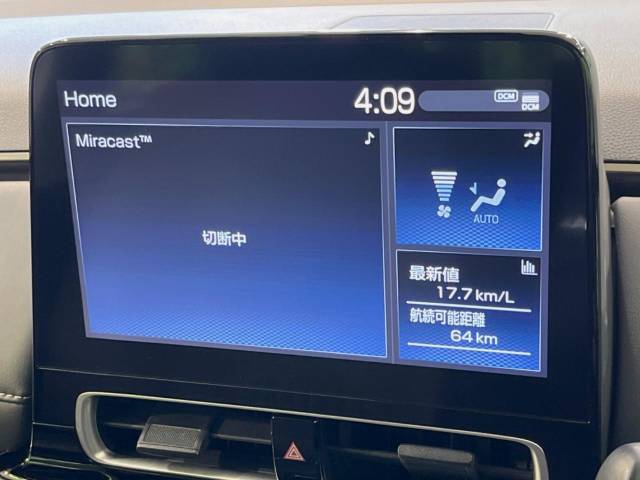 Home
4:09
DCM
DCM
Miracast™
切断中
AUTO
最新値
17.7 km/L
航続可能距離
64 km